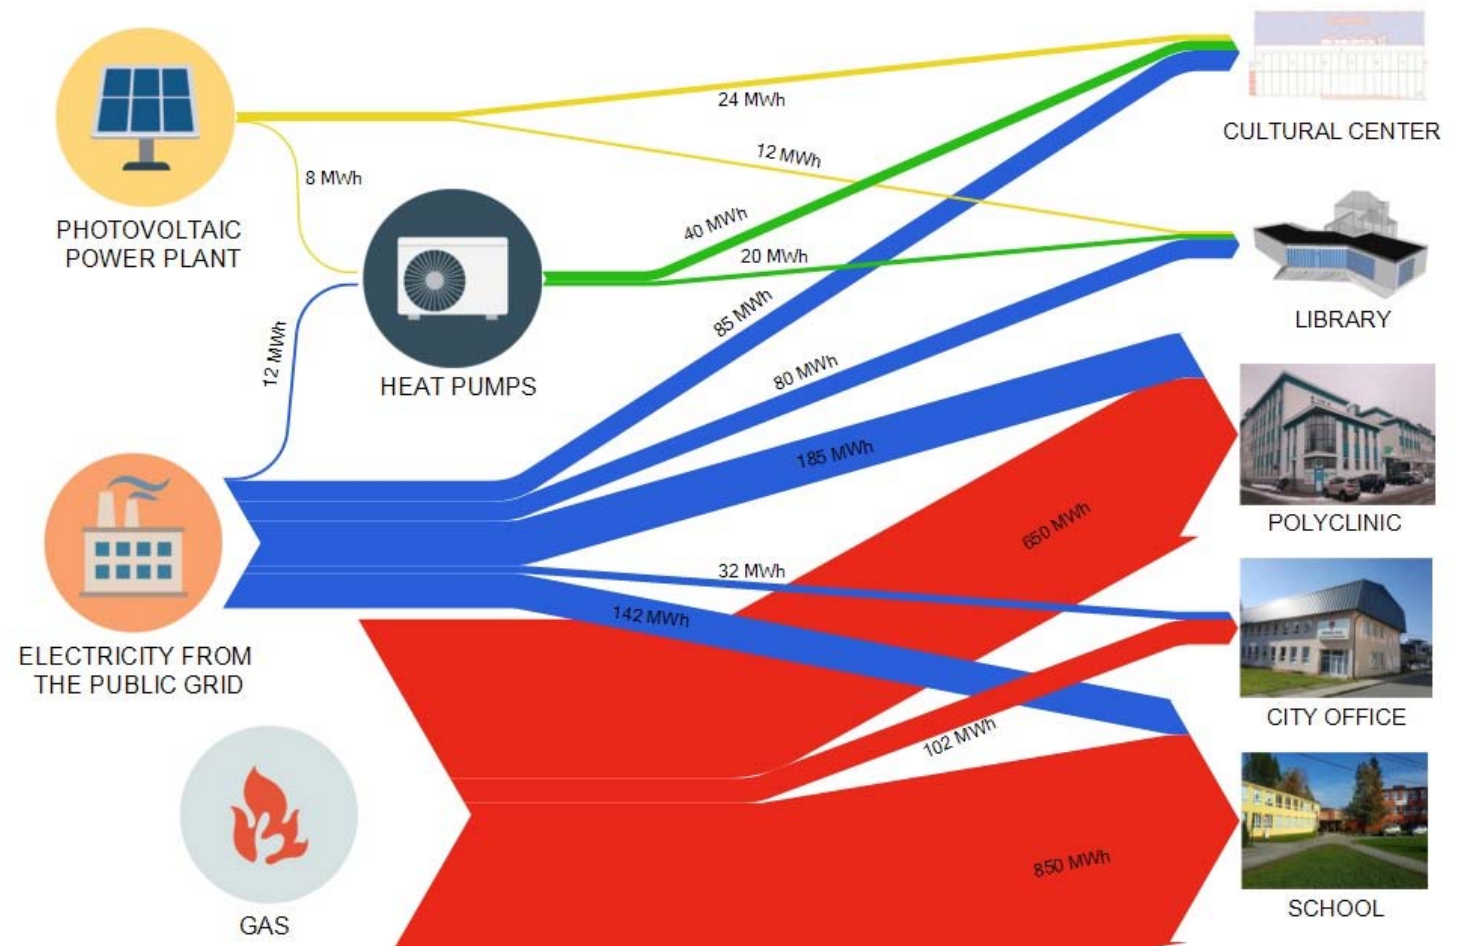 24 MWh
CULTURAL CENTER
12 MWh
8 MWh
PHOTOVOLTAIC
POWER PLANT
40 MWh
20 MWh
85 MWh
LIBRARY
12 MWh
HEAT PUMPS
80 MWh
185 MWh
650 MWh
POLYCLINIC
32 MWh
142 MWh
ELECTRICITY FROM
THE PUBLIC GRID
CITY OFFICE
102 MWh
850 MWh
SCHOOL
GAS